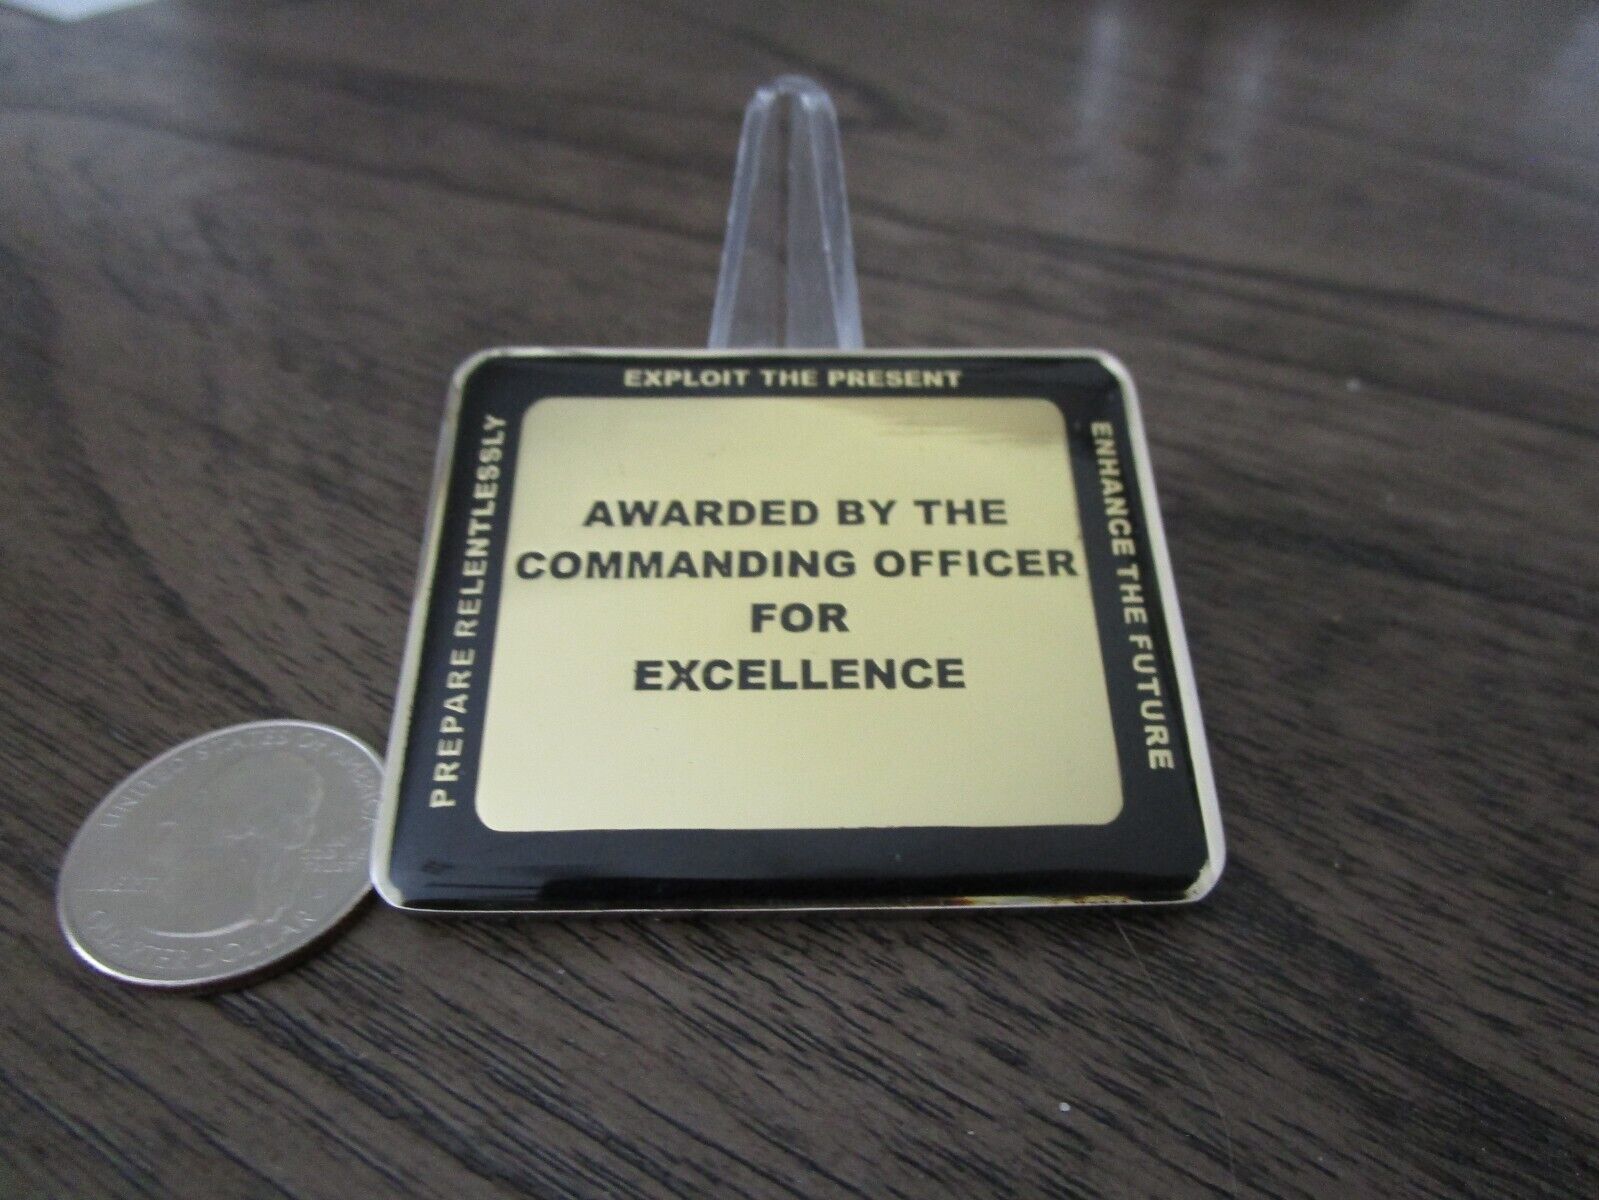 EXPLOIT THE PRESENT
PREPARE RELENTLESSLY
ENHANCE THE FUTURE
AWARDED BY THE
COMMANDING OFFICER
FOR
EXCELLENCE
UNITED STATES OF AMERICA
QUARTER DOLLAR